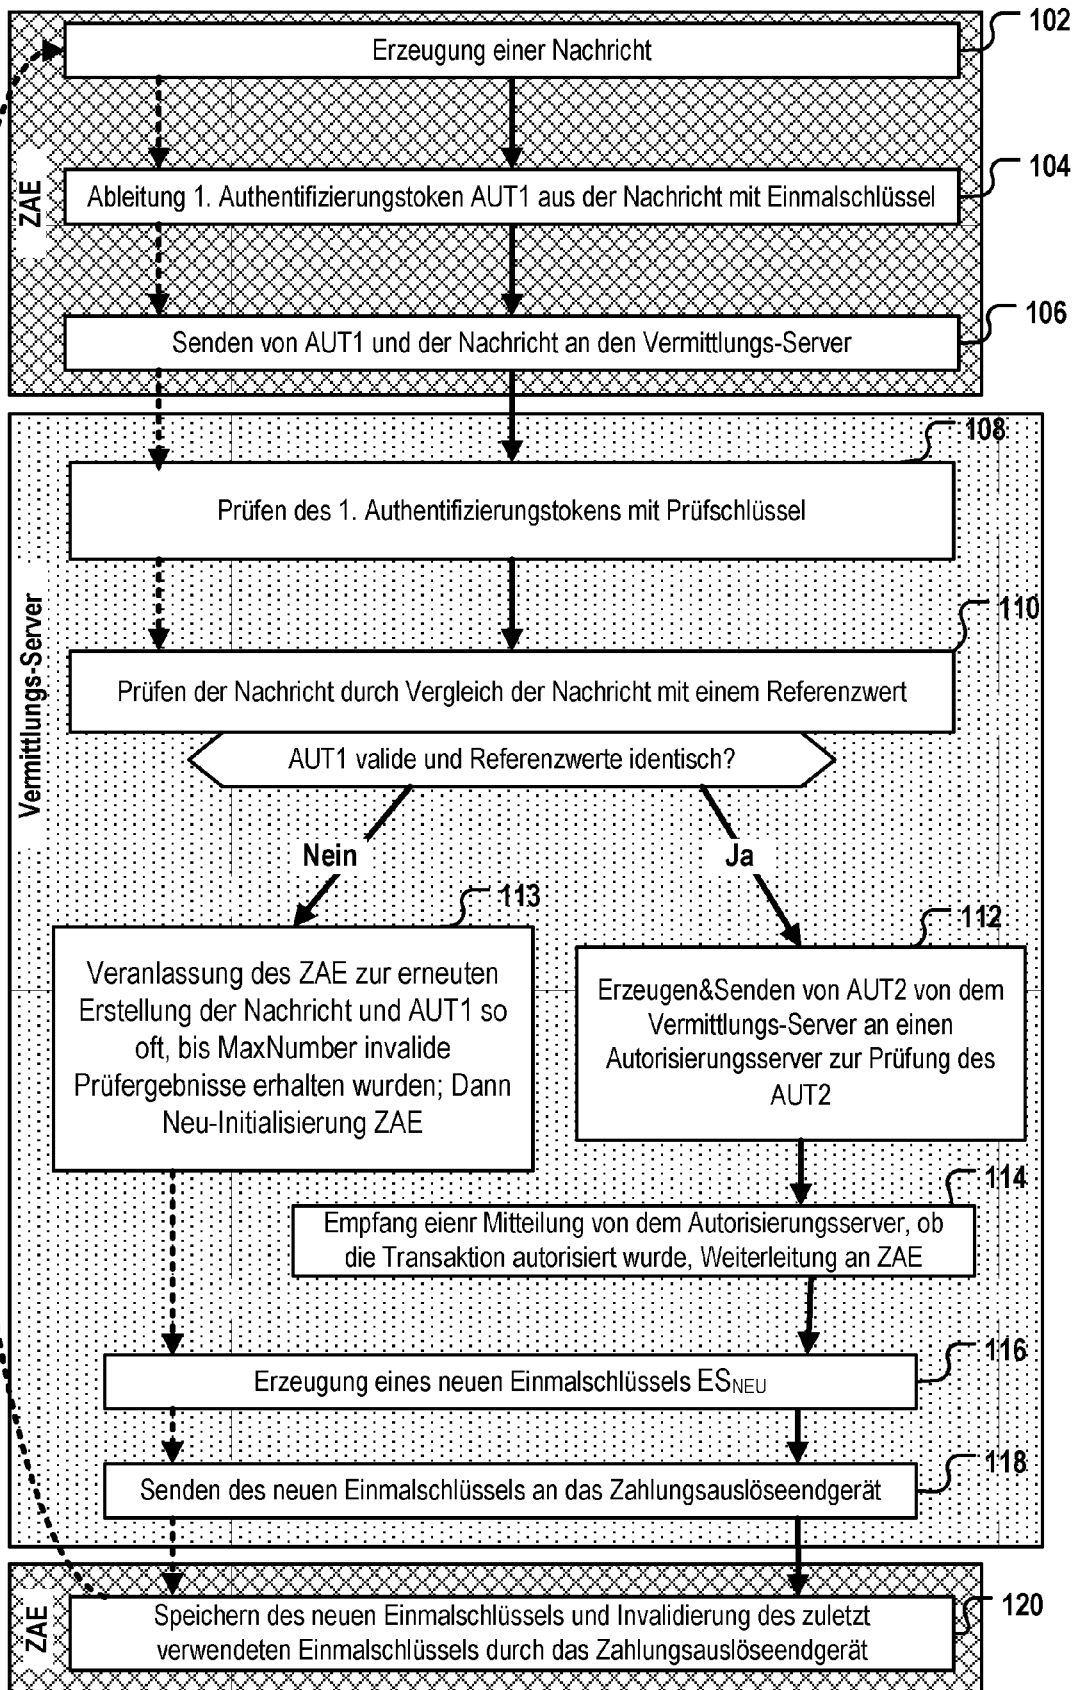 102
Erzeugung einer Nachricht
104
ZAE
Ableitung 1. Authentifizierungstoken AUT1 aus der Nachricht mit Einmalschlüssel
106
Senden von AUT1 und der Nachricht an den Vermittlungs-Server
108
Prüfen des 1. Authentifizierungstokens mit Prüfschlüssel
Vermittlungs-Server
110
Prüfen der Nachricht durch Vergleich der Nachricht mit einem Referenzwert
AUT1 valide und Referenzwerte identisch?
Nein
Ja
113
Veranlassung des ZAE zur erneuten
Erstellung der Nachricht und AUT1 so
oft, bis MaxNumber invalide
Prüfergebnisse erhalten wurden; Dann
Neu-Initialisierung ZAE
112
Erzeugen&Senden von AUT2 von dem
Vermittlungs-Server an einen
Autorisierungsserver zur Prüfung des
AUT2
114
Empfang eienr Mitteilung von dem Autorisierungsserver, ob
die Transaktion autorisiert wurde, Weiterleitung an ZAE
116
Erzeugung eines neuen Einmalschlüssels ESNEU
118
Senden des neuen Einmalschlüssels an das Zahlungsauslöseendgerät
ZAE
120
Speichern des neuen Einmalschlüssels und Invalidierung des zuletzt
verwendeten Einmalschlüssels durch das Zahlungsauslöseendgerät